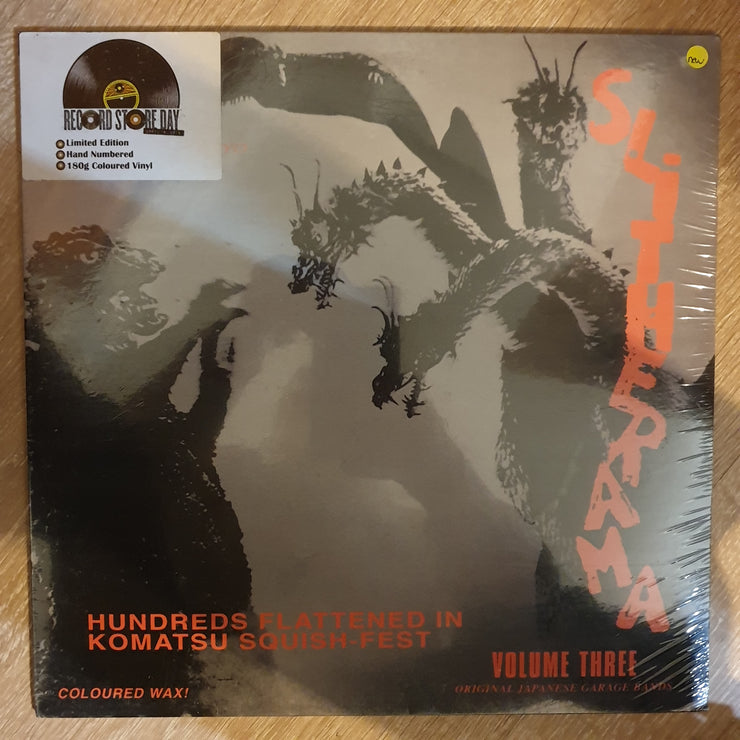 RECORD STORE DAY
Limited Edition
Hand Numbered
180g Coloured Vinyl
new
SLITHERAMA
HUNDREDS FLATTENED IN
KOMATSU SQUISH-FEST
VOLUME THREE
ORIGINAL JAPANESE GARAGE BANDS
COLOURED WAX!